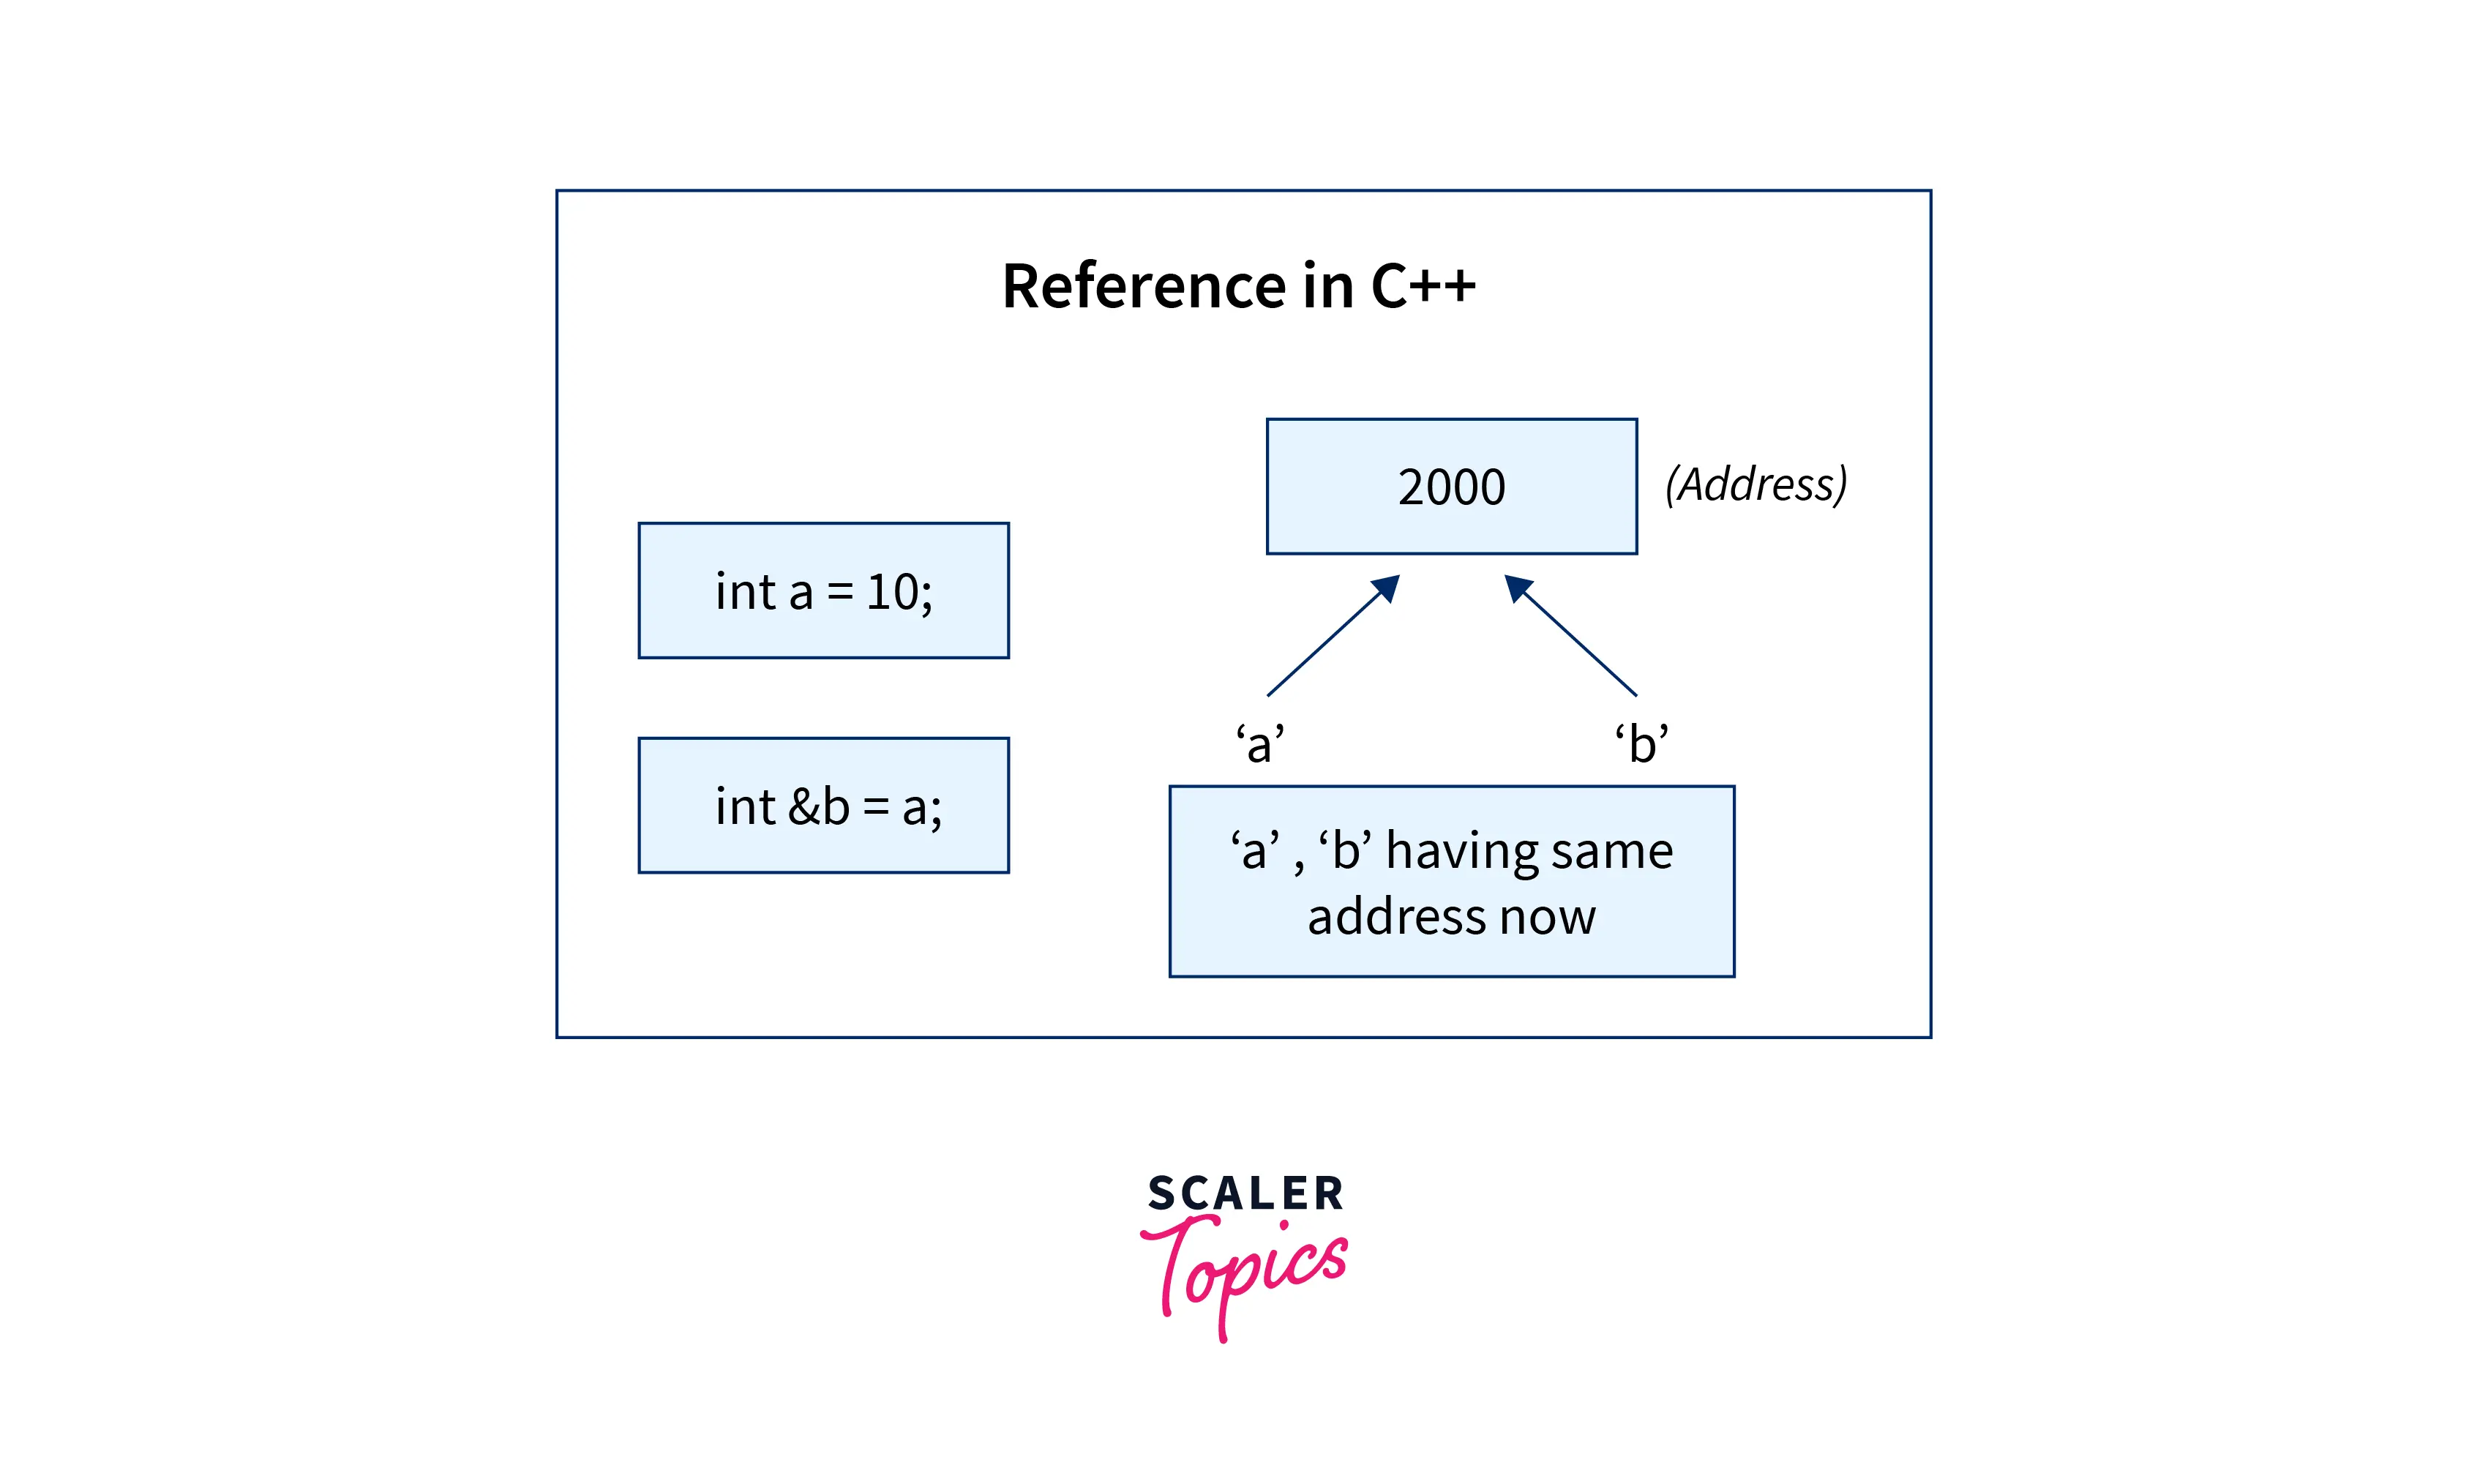 Reference in C++
int a = 10;
int &b = a;
2000
(Address)
‘a’
‘b’
‘a’ , ‘b’ having same
address now
SCALER
Topics